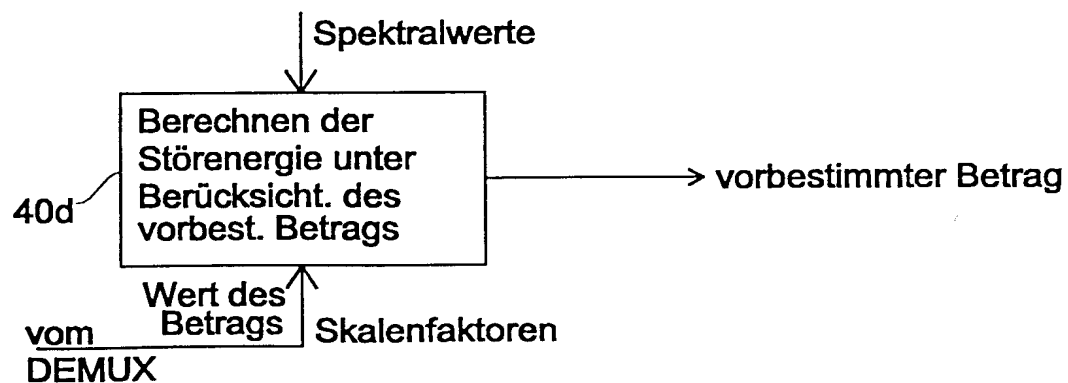 Spektralwerte
Berechnen der
Störenergie unter
Berücksicht. des
vorbest. Betrags
40d
vorbestimmter Betrag
Wert des
Betrags
Skalenfaktoren
vom
DEMUX